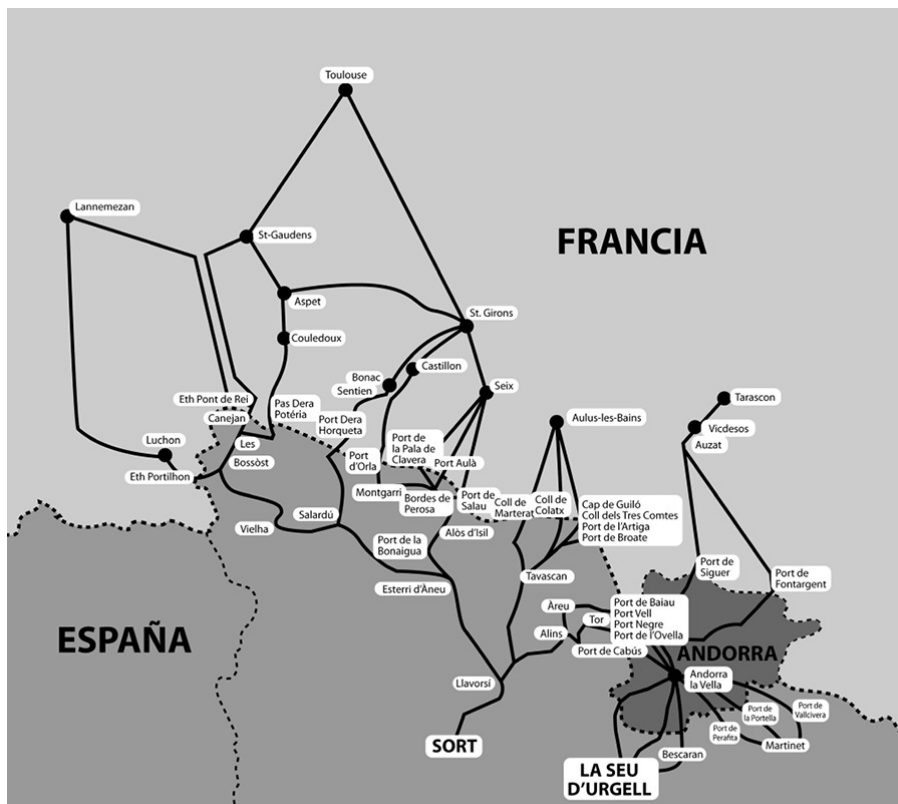 Toulouse
Lannemezan
St-Gaudens
FRANCIA
Aspet
St. Girons
Couledoux
Castillon
Bonac
Sentien
Seix
Tarascon
Eth Pont de Rei
Canejan
Pas Dera
Potéria
Port Dera
Horqueta
Aulus-les-Bains
Vicdesos
Auzat
Luchon
Les
Port de
la Pala de
Clavera
Bossòst
Port
d'Orla
Port Aulà
Eth Portilhon
Montgarri
Bordes de
Perosa
Port de
Salau
Coll de
Marterat
Coll de
Colatx
Cap de Guiló
Coll dels Tres Comtes
Port de l'Artiga
Port de Broate
Vielha
Salardú
Alòs d'Isil
Port de la
Bonaigua
Port de
Siguer
Port de
Fontargent
Tavascan
Esterri d'Àneu
Àreu
Tor
Port de Baiau
Port Vell
Port Negre
Port de l'Ovella
Alins
ESPAÑA
Port de Cabús
ANDORRA
Andorra
la Vella
Llavorsí
Port de
la Portella
Port de
Vallcivera
Port de
Perafita
Martinet
SORT
Bescaran
LA SEU
D'URGELL